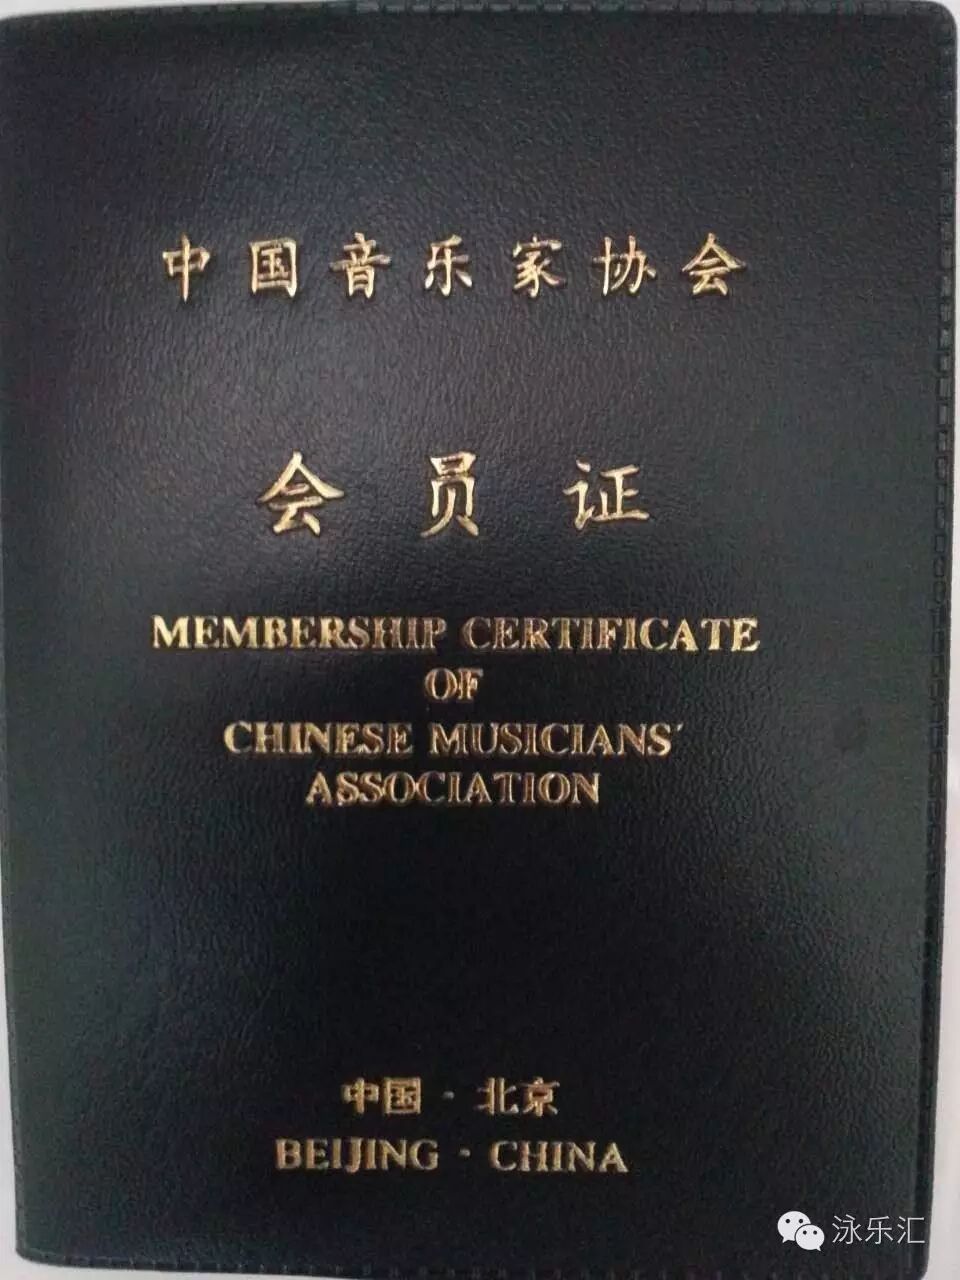 中国音乐家协会
会员证
MEMBERSHIP CERTIFICATE
OF
CHINESE MUSICIANS'
ASSOCIATION
中国·北京
BEIJING · CHINA
泳乐汇